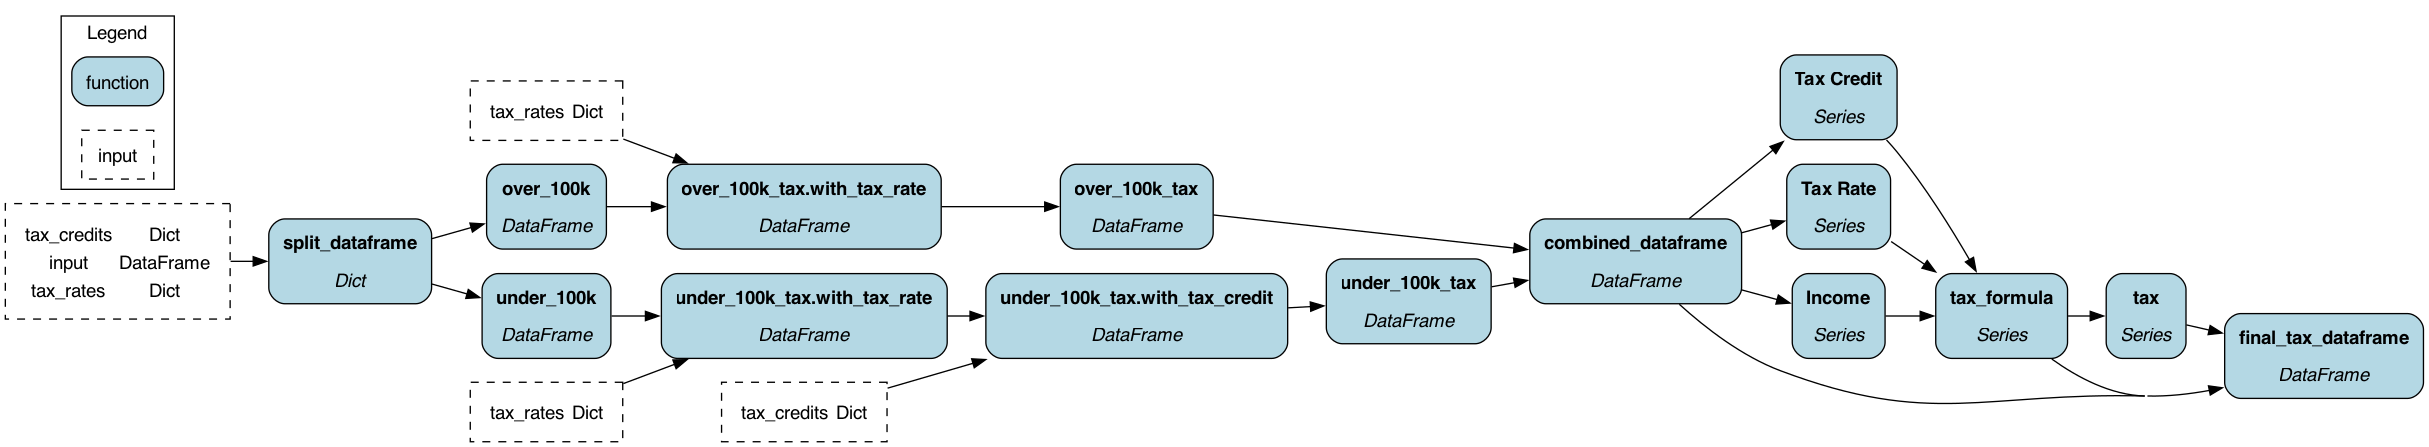 Legend
function
input
tax_credits Dict
input DataFrame
tax_rates Dict
split_dataframe
Dict
tax_rates Dict
over_100k
DataFrame
under_100k
DataFrame
tax_rates Dict
over_100k_tax.with_tax_rate
DataFrame
under_100k_tax.with_tax_rate
DataFrame
tax_credits Dict
over_100k_tax
DataFrame
under_100k_tax.with_tax_credit
DataFrame
under_100k_tax
DataFrame
combined_dataframe
DataFrame
Tax Credit
Series
Tax Rate
Series
Income
Series
tax_formula
Series
tax
Series
final_tax_dataframe
DataFrame